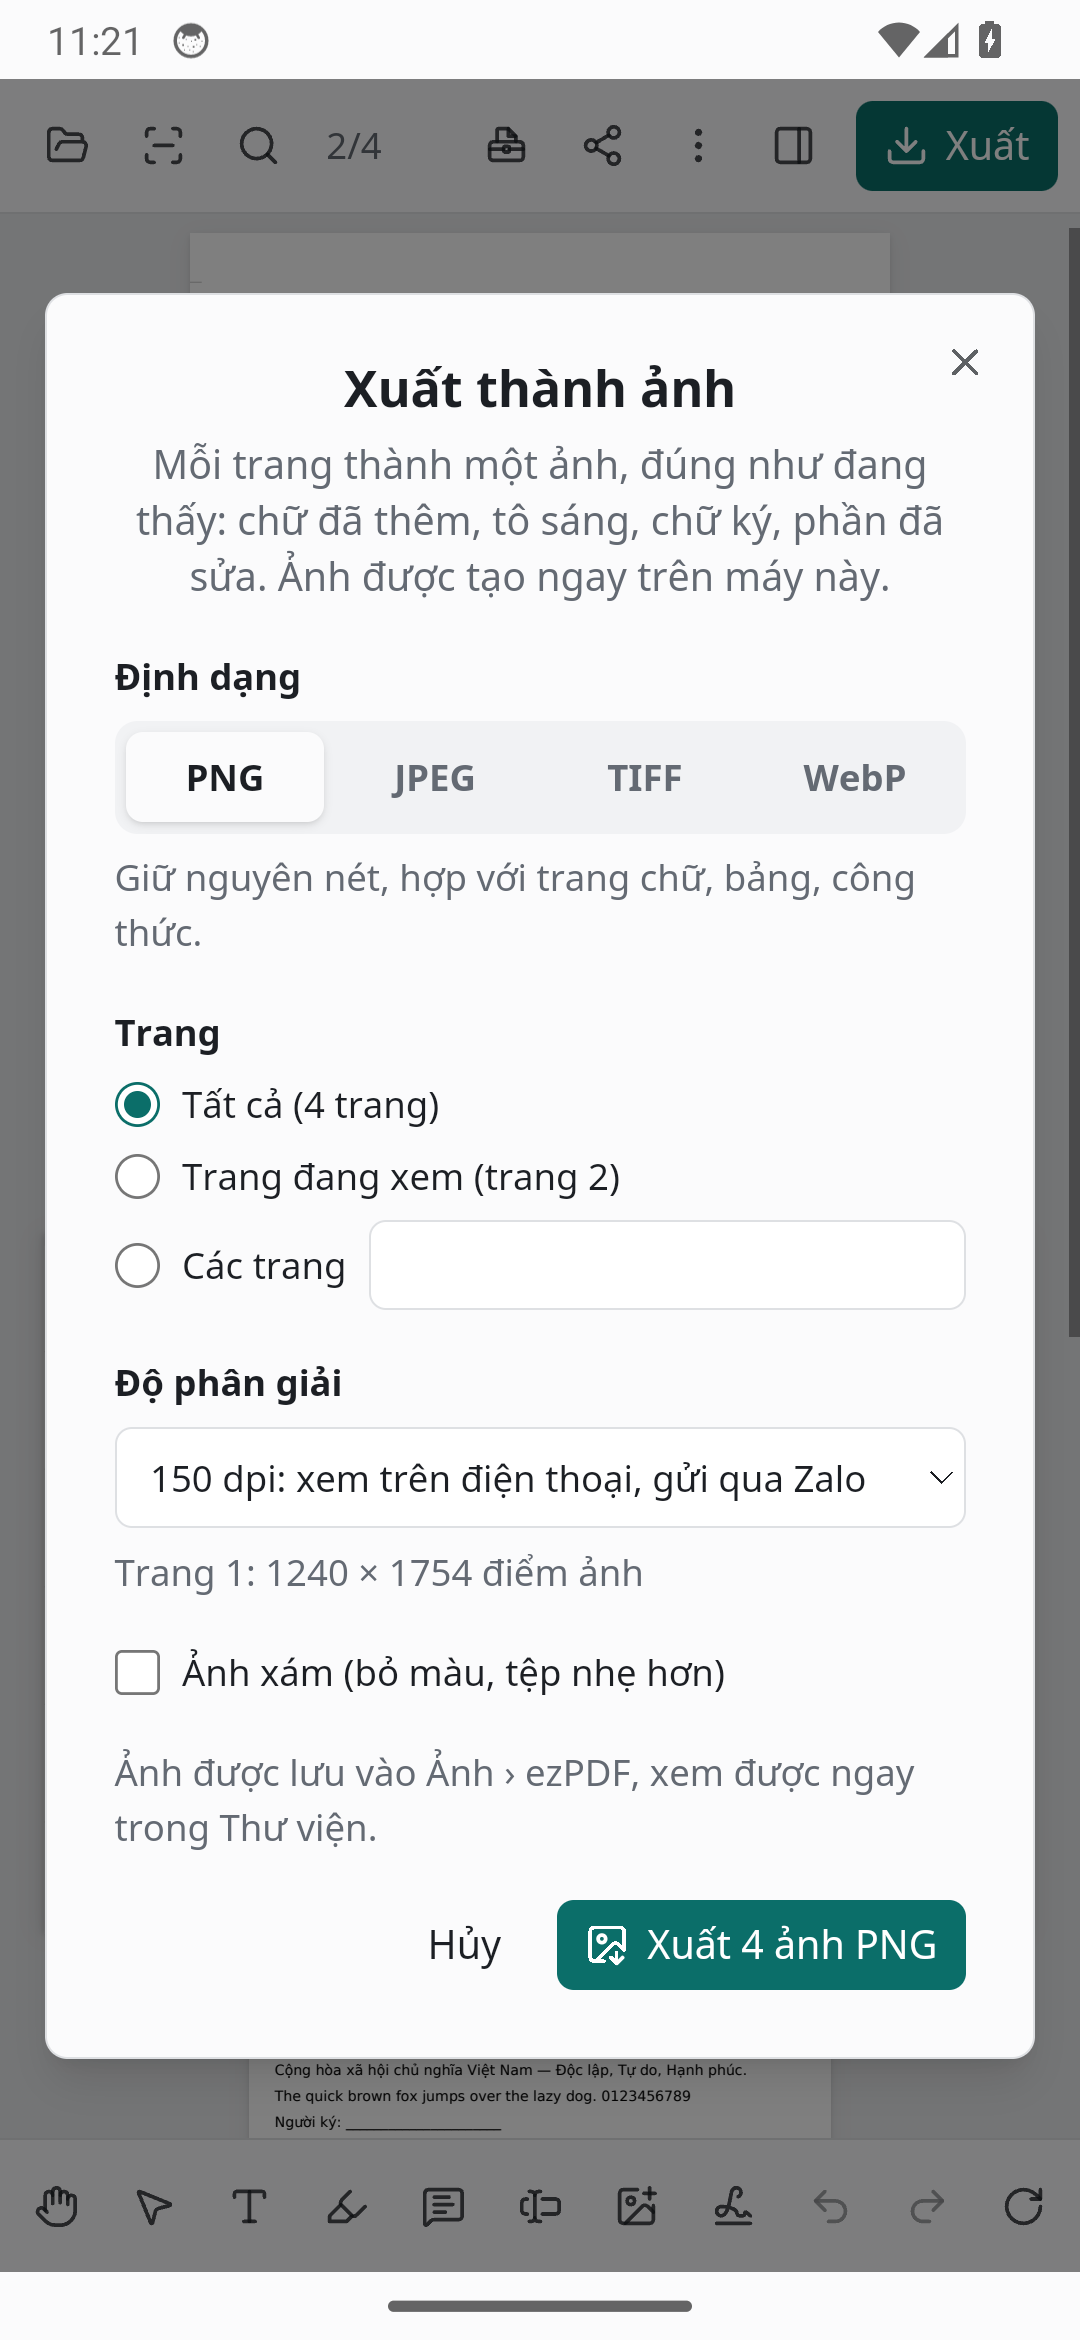 11:21
2/4
Xuất
Xuất thành ảnh
Mỗi trang thành một ảnh, đúng như đang
thấy: chữ đã thêm, tô sáng, chữ ký, phần đã
sửa. Ảnh được tạo ngay trên máy này.
Định dạng
PNG JPEG TIFF WebP
Giữ nguyên nét, hợp với trang chữ, bảng, công
thức.
Trang
Tất cả (4 trang)
Trang đang xem (trang 2)
Các trang
Độ phân giải
150 dpi: xem trên điện thoại, gửi qua Zalo
Trang 1: 1240 × 1754 điểm ảnh
Ảnh xám (bỏ màu, tệp nhẹ hơn)
Ảnh được lưu vào Ảnh › ezPDF, xem được ngay
trong Thư viện.
Hủy
Xuất 4 ảnh PNG
Cộng hòa xã hội chủ nghĩa Việt Nam — Độc lập, Tự do, Hạnh phúc.
The quick brown fox jumps over the lazy dog. 0123456789
Người ký: ____________________